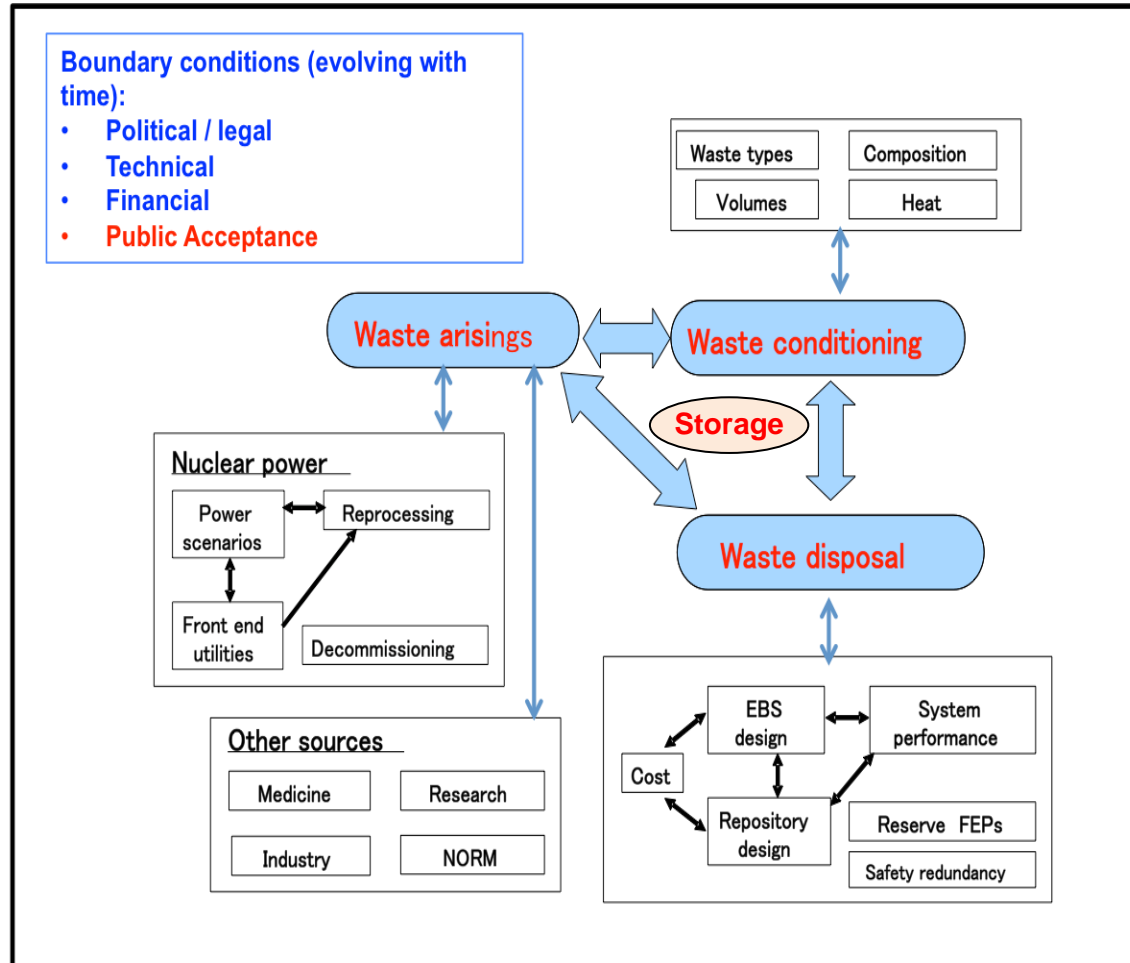 Boundary conditions (evolving with
time):
• Political / legal
• Technical
• Financial
• Public Acceptance
Waste types
Composition
Volumes
Heat
Waste arisings
Waste conditioning
Storage
Waste disposal
Nuclear power
Power
scenarios
Reprocessing
Front end
utilities
Decommissioning
Other sources
Medicine
Research
Industry
NORM
EBS
design
System
performance
Cost
Repository
design
Reserve FEPs
Safety redundancy